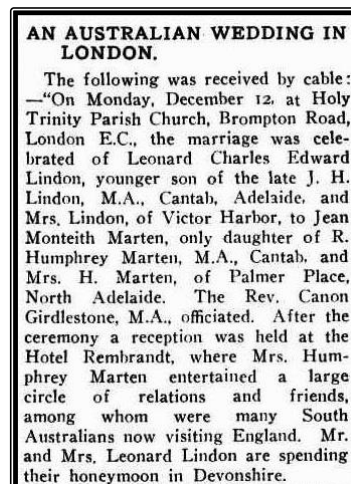 AN AUSTRALIAN WEDDING IN
LONDON.
The following was received by cable:
—"On Monday, December 12, at Holy
Trinity Parish Church, Brompton Road,
London E.C., the marriage was cele-
brated of Leonard Charles Edward
Lindon, younger son of the late J. H.
Lindon, M.A., Cantab, Adelaide, and
Mrs. Lindon, of Victor Harbor, to Jean
Monteith Marten, only daughter of R.
Humphrey Marten, M.A., Cantab, and
Mrs. H. Marten, of Palmer Place,
North Adelaide. The Rev. Canon
Girdlestone, M.A., officiated. After the
ceremony a reception was held at the
Hotel Rembrandt, where Mrs. Hum-
phrey Marten entertained a large
circle of relations and friends,
among whom were many South
Australians now visiting England. Mr.
and Mrs. Leonard Lindon are spending
their honeymoon in Devonshire.